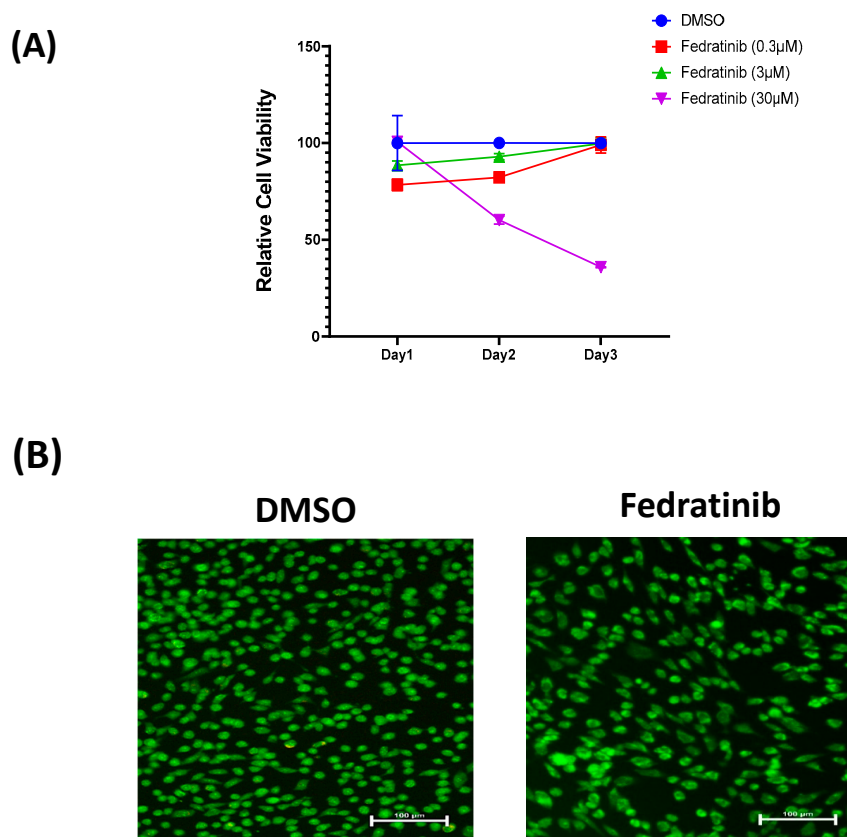 (A)
DMSO
Fedratinib (0.3μM)
Fedratinib (3μM)
Fedratinib (30μM)
Relative Cell Viability
150
100
50
0
Day1 Day2 Day3
(B)
DMSO Fedratinib
100 μm 100 μm